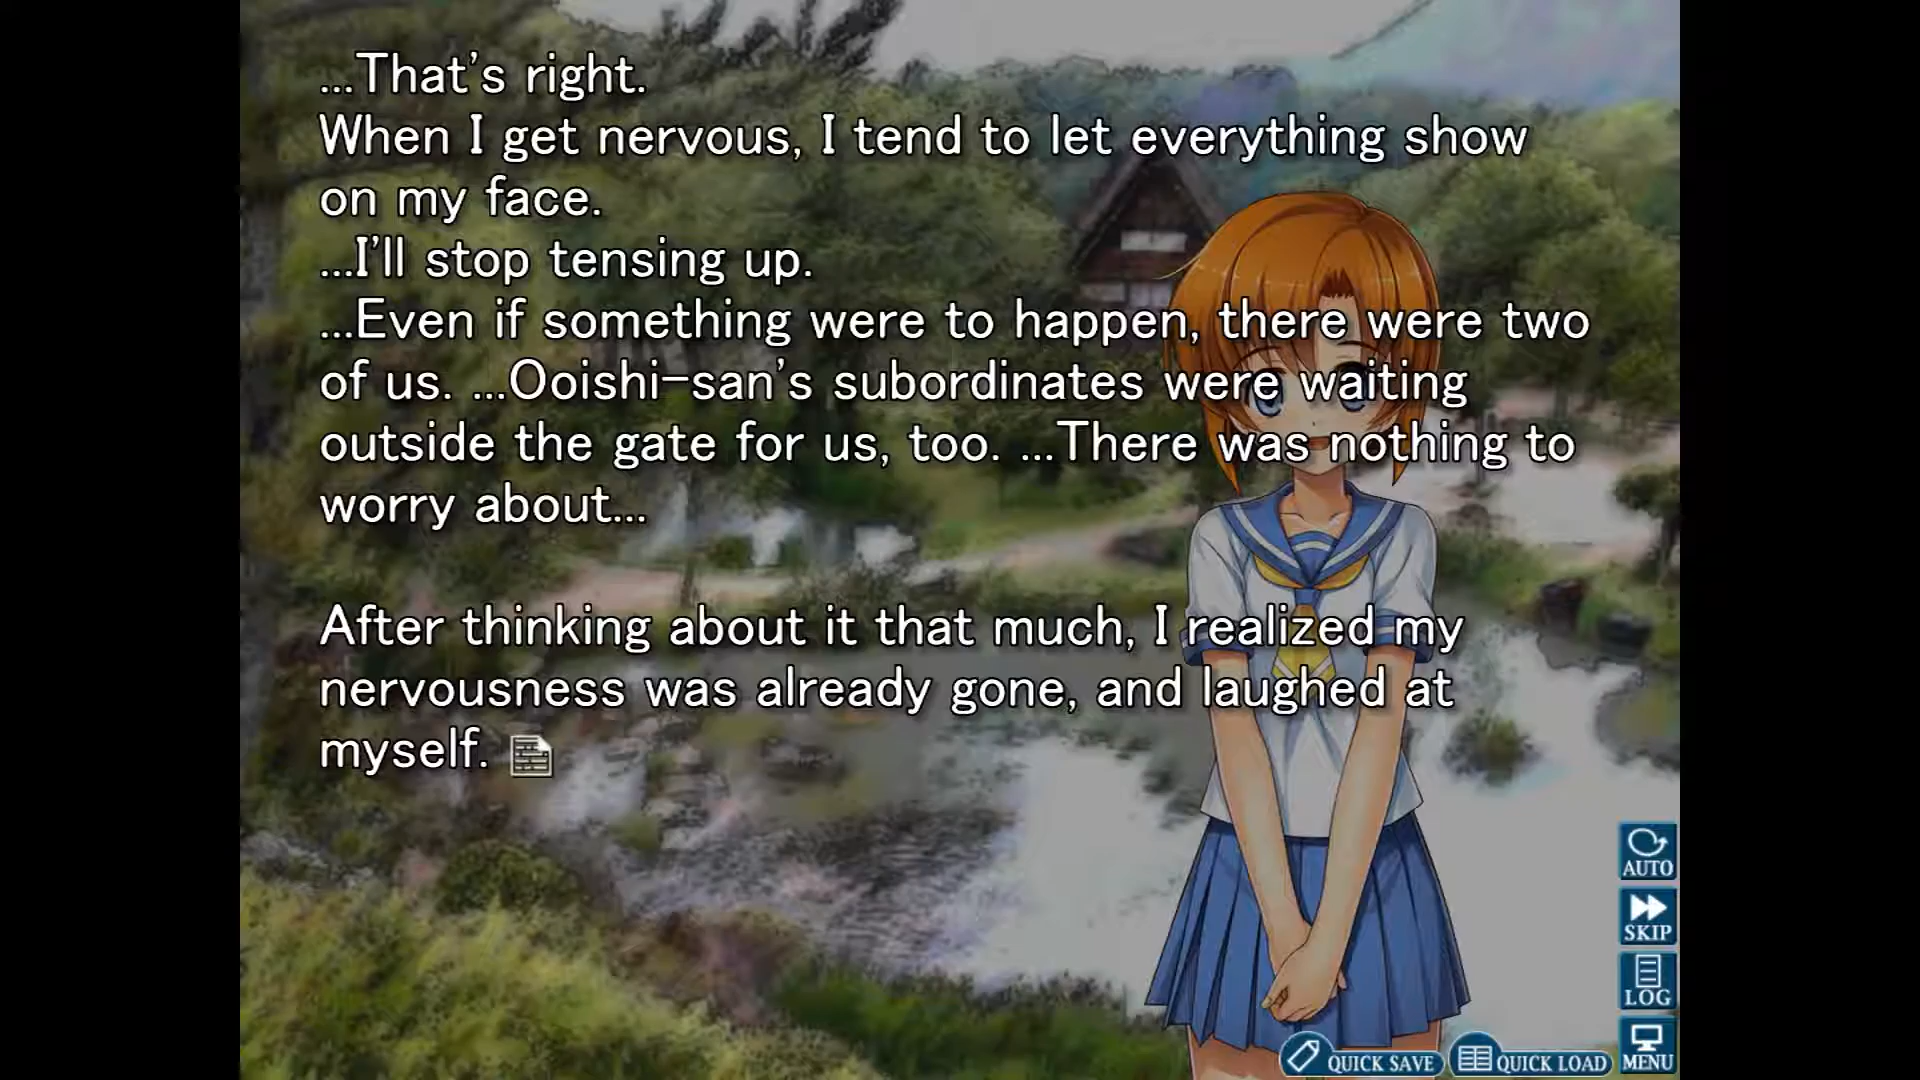 ...That's right.
When I get nervous, I tend to let everything show
on my face.
...I'll stop tensing up.
...Even if something were to happen, there were two
of us. ...Ooishi-san's subordinates were waiting
outside the gate for us, too. ...There was nothing to
worry about...
After thinking about it that much, I realized my
nervousness was already gone, and laughed at
myself.
AUTO
SKIP
LOG
MENU
QUICK SAVE
QUICK LOAD